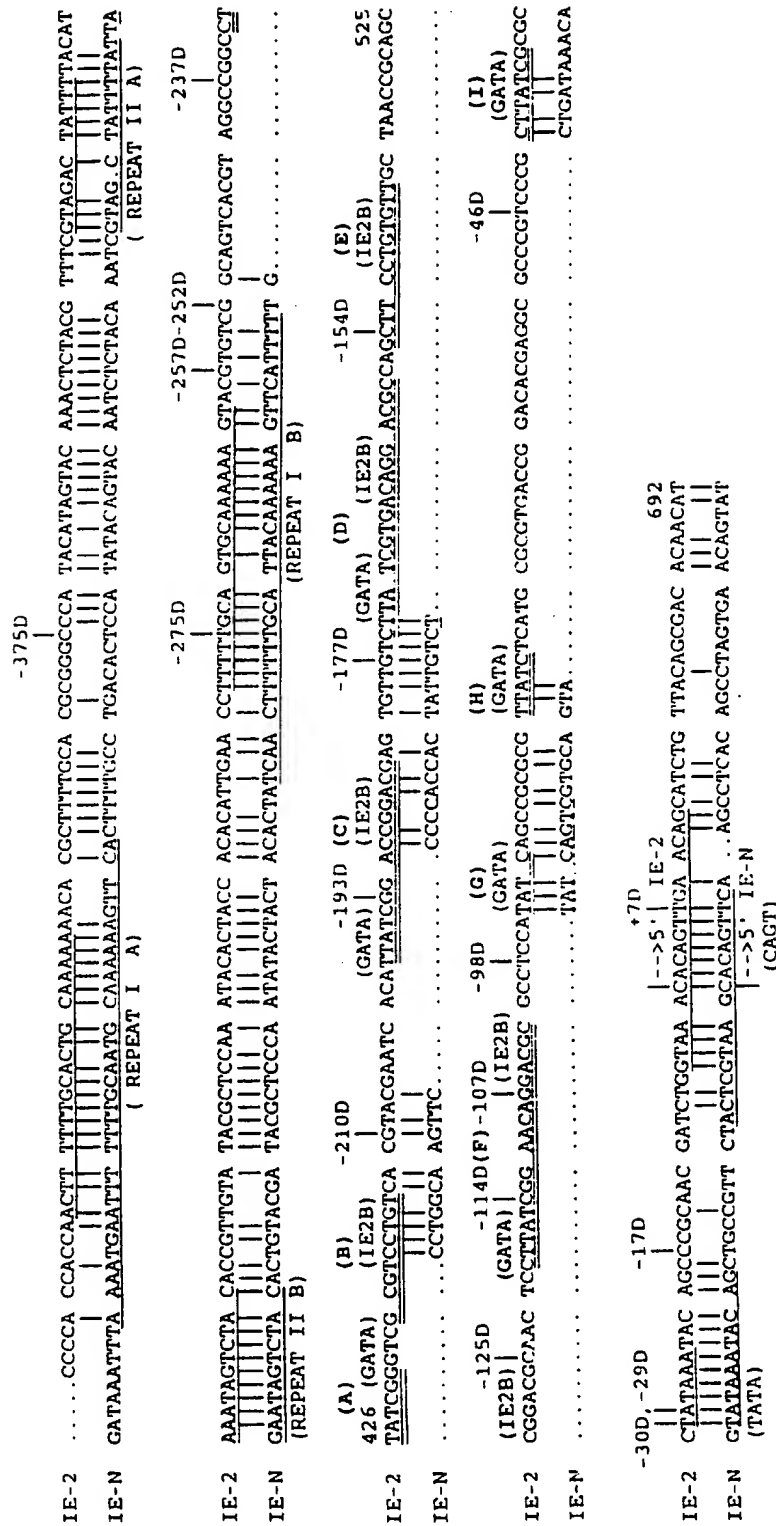 -375D
IE-2 .....CCCCA CCACCAACTT TTTTGCACTG CAAAAAAACA CGCTTTTGCA CGCGGGCCCA TACATAGTAC AAACTCTACG TTTCGTAGAC TATTTTACAT
IE-N GATAAATTTA AAATGAATTT TTTTGCAATG CAAAAAAGTT CACTTTTGCC TGACACTCCA TATACAGTAC AATCTCTACA AATCGTAG.C TATTTTATTA
( REPEAT I A) ( REPEAT II A)
-275D -257D-252D -237D
IE-2 AAATAGTCTA CACCGTTGTA TACGCTCCAA ATACACTACC ACACATTGAA CCTTTTTGCA GTGCAAAAAA GTACGTGTCG GCAGTCACGT AGGCCGGCCT
IE-N GAATAGTCTA CACTGTACGA TACGCTCCCA ATATACTACT ACACTATCAA CTTTTTTGCA TTACAAAAAA GTTCATTTTT G.........
(REPEAT II B) (REPEAT I B)
(A) (B) -210D -193D (C) -177D (D) -154D (E)
426 (GATA) (IE2B) (GATA) (IE2B) (GATA) (IE2B) (IE2B) 525
IE-2 TATCGGGTCG CGTCCTGTCA CGTACGAATC ACATTATCGG ACCGGACGAG TGTTGTCTTA TCGTGACAGG ACGCCAGCTT CCTGTGTTGC TAACCGCAGC
IE-N ......CCTGGCA AGTTC..........CCCCACCAC TATTGTCT..........
-125D -114D(F)-107D -98D (G) (H) -46D (I)
(IE2B) (GATA) (IE2B) (GATA) (GATA) (GATA)
IE-2 CGGACGCAAC TCCTTATCGG AACAGGACGC GCCTCCATAT CAGCCGCGCG TTATCTCATG CGCGTGACCG GACACGAGGC GCCCGTCCCG CTTATCGCGC
IE-N ..........TAT CAGTCGTGCA GTA..........CTGATAAACA
-30D,-29D -17D +7D
|-->5' IE-2 692
IE-2 CTATAAATAC AGCCCGCAAC GATCTGGTAA ACACAGTTGA ACAGCATCTG TTACAGCGAC ACAACAT
IE-N GTATAAATAC AGCTGCCGTT CTACTCGTAA GCACAGTTCA ..AGCCTCAC AGCCTAGTGA ACAGTAT
(TATA) |-->5' IE-N
(CAGT)